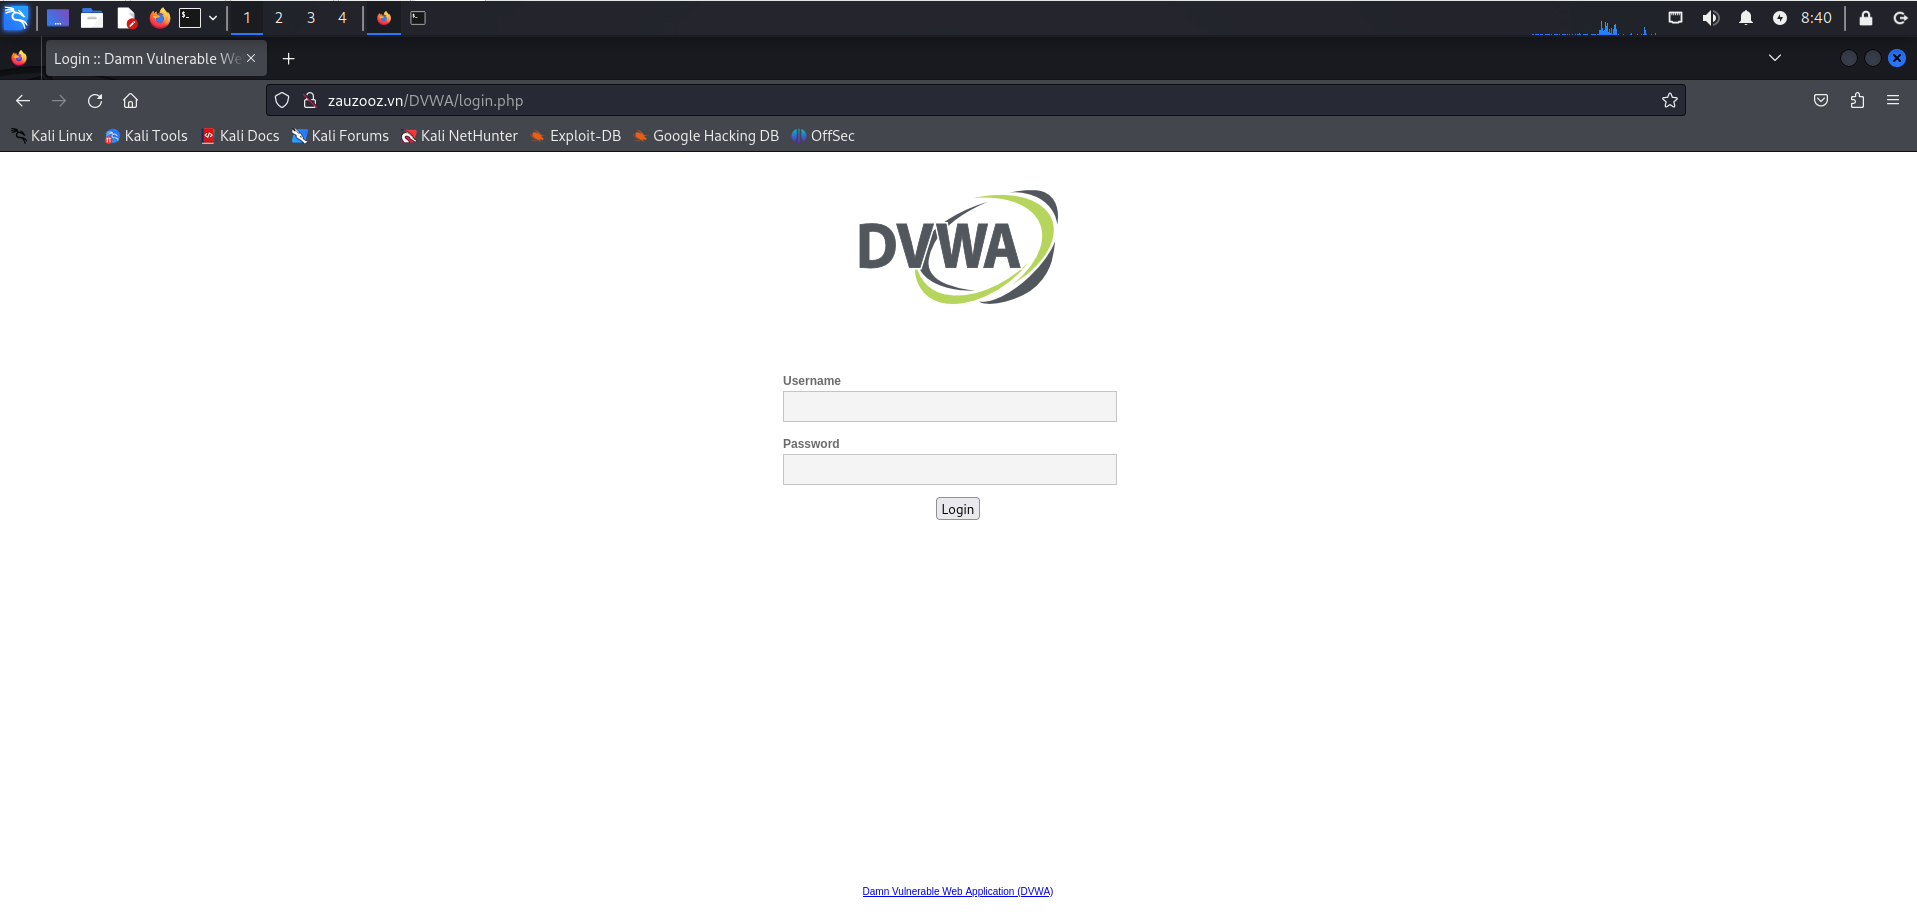 1 2 3 4 8:40
Login :: Damn Vulnerable We
zauzooz.vn/DVWA/login.php
Kali Linux Kali Tools Kali Docs Kali Forums Kali NetHunter Exploit-DB Google Hacking DB OffSec
DVWA
Username
Password
Login
Damn Vulnerable Web Application (DVWA)